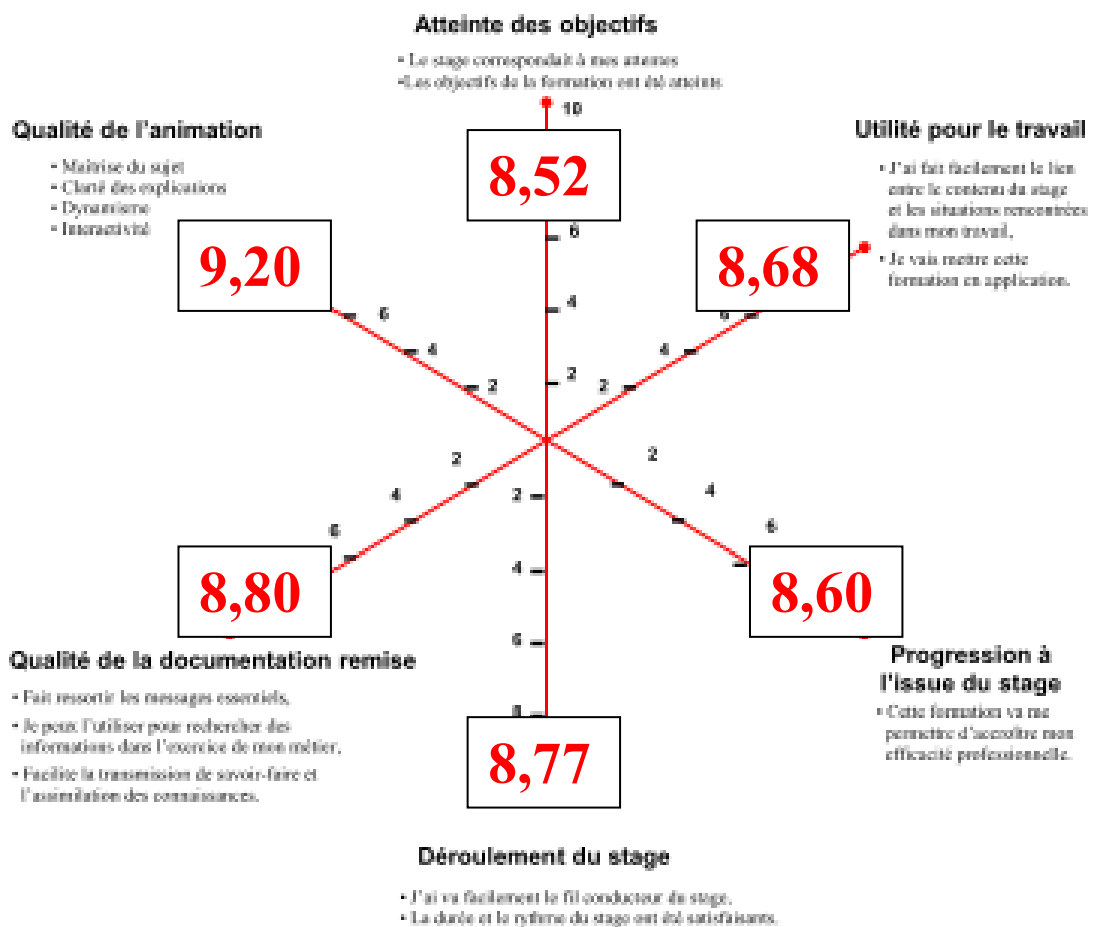 Atteinte des objectifs
• Le stage correspondait à mes attentes
•Les objectifs de la formation ont été atteints
10
8,52
6
4
2
Qualité de l'animation
• Maîtrise du sujet
• Clarté des explications
• Dynamisme
• Interactivité
9,20
6
4
2
Utilité pour le travail
• J'ai fait facilement le lien
entre le contenu du stage
et les situations rencontrées
dans mon travail.
• Je vais mettre cette
formation en application.
8,68
4
2
2
4
6
8,80
Qualité de la documentation remise
• Fait ressortir les messages essentiels.
• Je peux l'utiliser pour rechercher des
informations dans l'exercice de mon métier.
• Facilite la transmission de savoir-faire et
l'assimilation des connaissances.
2
4
6
8,60
Progression à
l'issue du stage
• Cette formation va me
permettre d'accroître mon
efficacité professionnelle.
2
4
6
8,77
Déroulement du stage
• J'ai vu facilement le fil conducteur du stage.
• La durée et le rythme du stage ont été satisfaisants.